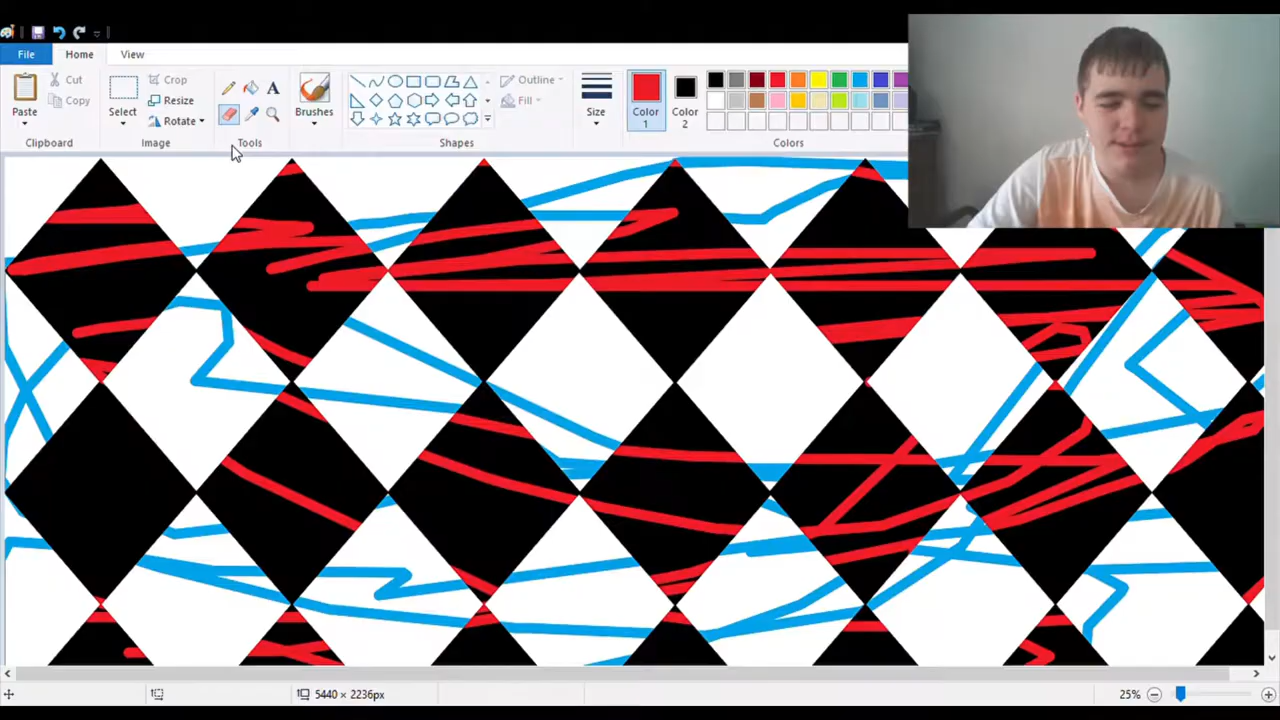 File Home View
Paste Cut Copy Clipboard
Select Crop Resize Rotate Image
A
Tools
Brushes
Outline Fill Shapes
Size
Color 1
Color 2
Colors
5440 × 2236px
25%